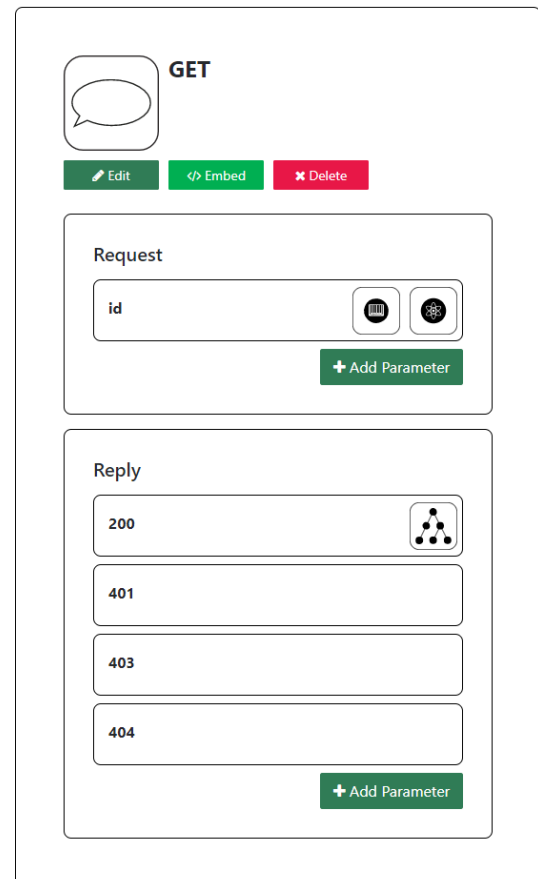 GET
Edit
</> Embed
Delete
Request
id
Add Parameter
Reply
200
401
403
404
Add Parameter